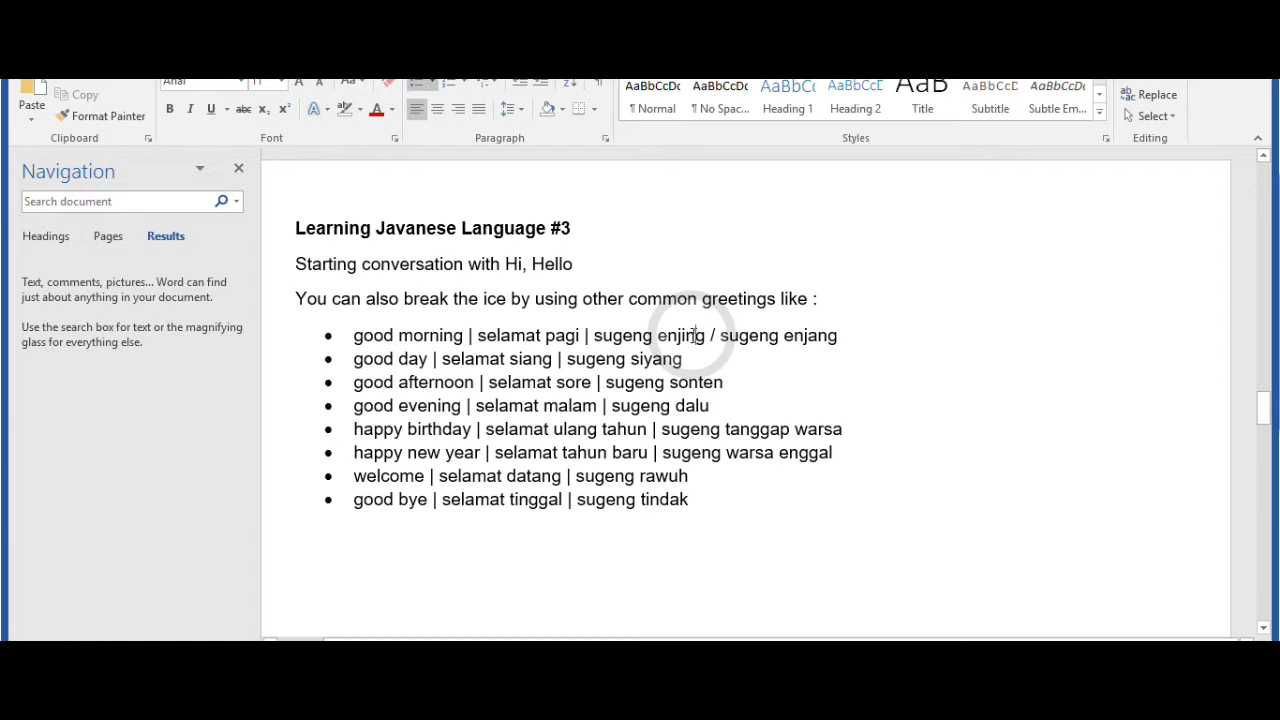 Arial 11 A A Aa
AaBbCcDc AaBbCcDc AaBbCc AaBbCcD AaB AaBbCcD AaBbCcDc
Paste Copy Format Painter
B I U abc X₂ X² A A
¶ Normal ¶ No Spac... Heading 1 Heading 2 Title Subtitle Subtle Em...
Replace
Select
Clipboard Font Paragraph Styles Editing
Navigation
Search document
Headings Pages Results
Text, comments, pictures... Word can find
just about anything in your document.
Use the search box for text or the magnifying
glass for everything else.
Learning Javanese Language #3
Starting conversation with Hi, Hello
You can also break the ice by using other common greetings like :
• good morning | selamat pagi | sugeng enjing / sugeng enjang
• good day | selamat siang | sugeng siyang
• good afternoon | selamat sore | sugeng sonten
• good evening | selamat malam | sugeng dalu
• happy birthday | selamat ulang tahun | sugeng tanggap warsa
• happy new year | selamat tahun baru | sugeng warsa enggal
• welcome | selamat datang | sugeng rawuh
• good bye | selamat tinggal | sugeng tindak